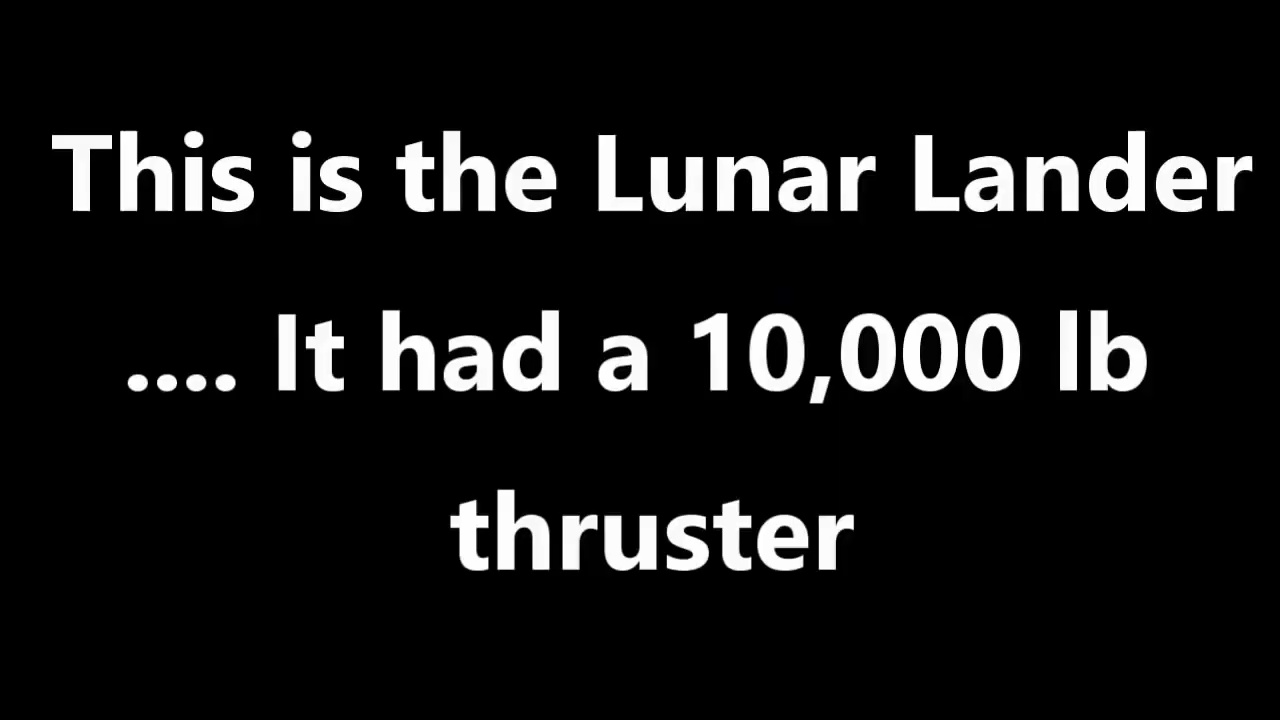 This is the Lunar Lander
.... It had a 10,000 lb
thruster